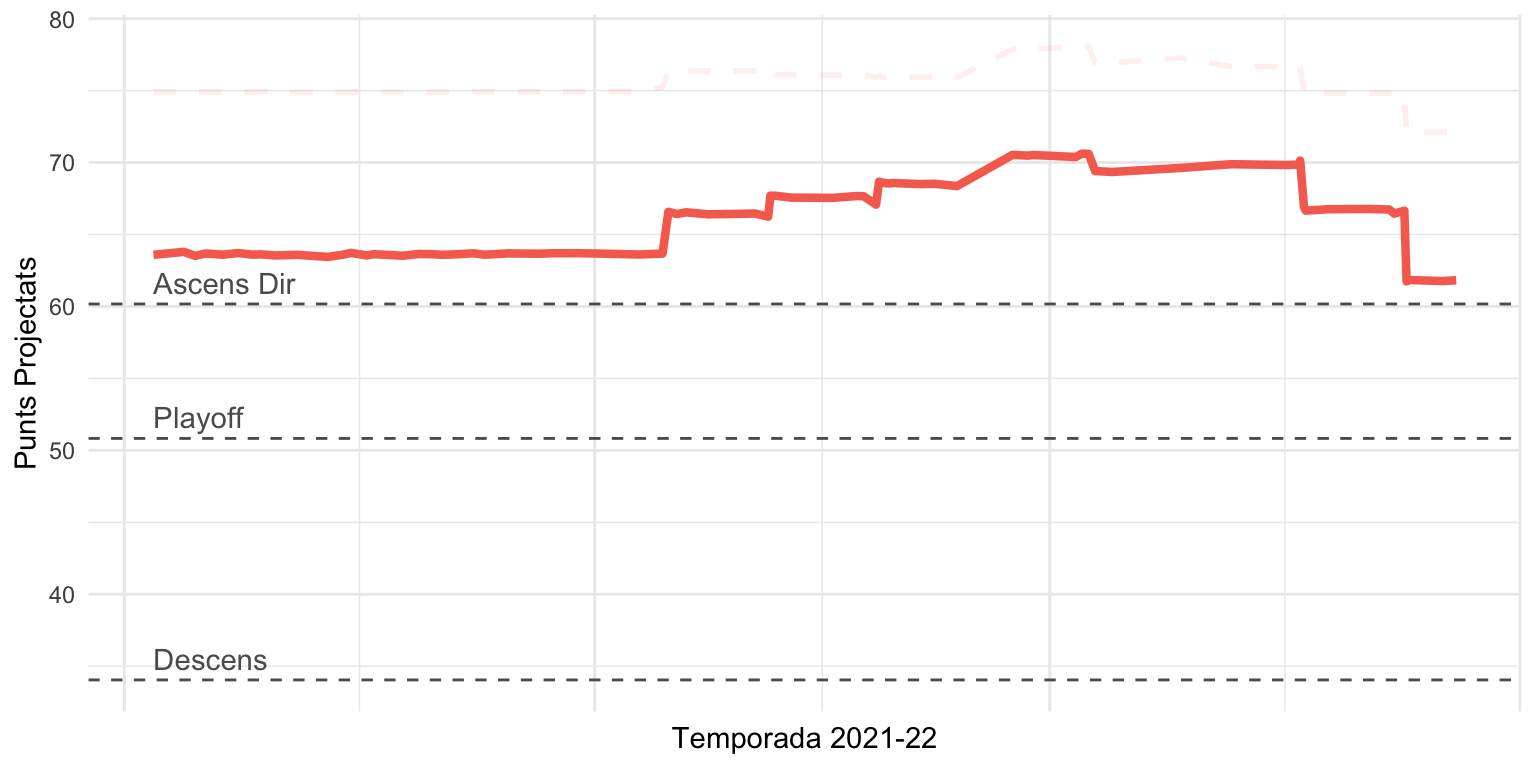 80
70
60
50
40
Punts Projectats
Ascens Dir
Playoff
Descens
Temporada 2021-22